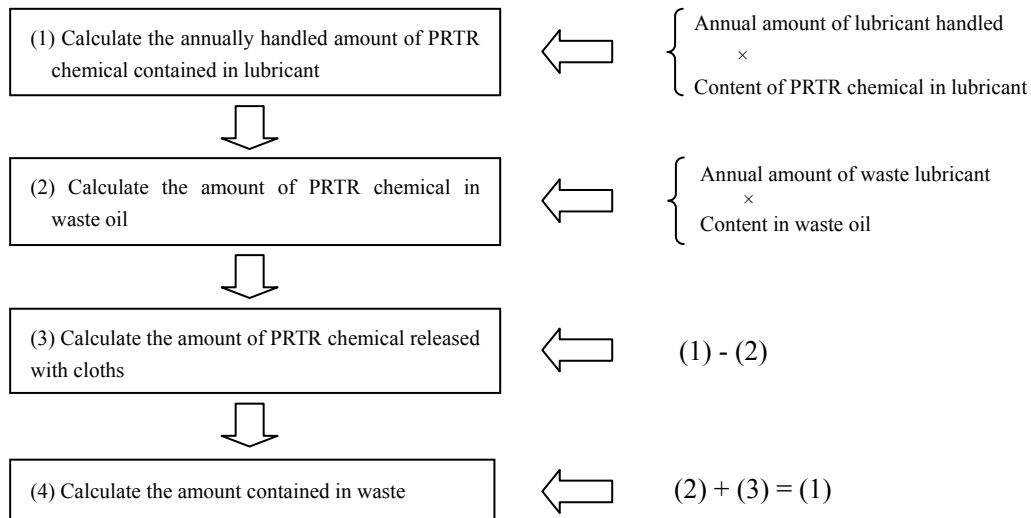 (1) Calculate the annually handled amount of PRTR
chemical contained in lubricant
Annual amount of lubricant handled
×
Content of PRTR chemical in lubricant
(2) Calculate the amount of PRTR chemical in
waste oil
Annual amount of waste lubricant
×
Content in waste oil
(3) Calculate the amount of PRTR chemical released
with cloths
(1) - (2)
(4) Calculate the amount contained in waste
(2) + (3) = (1)